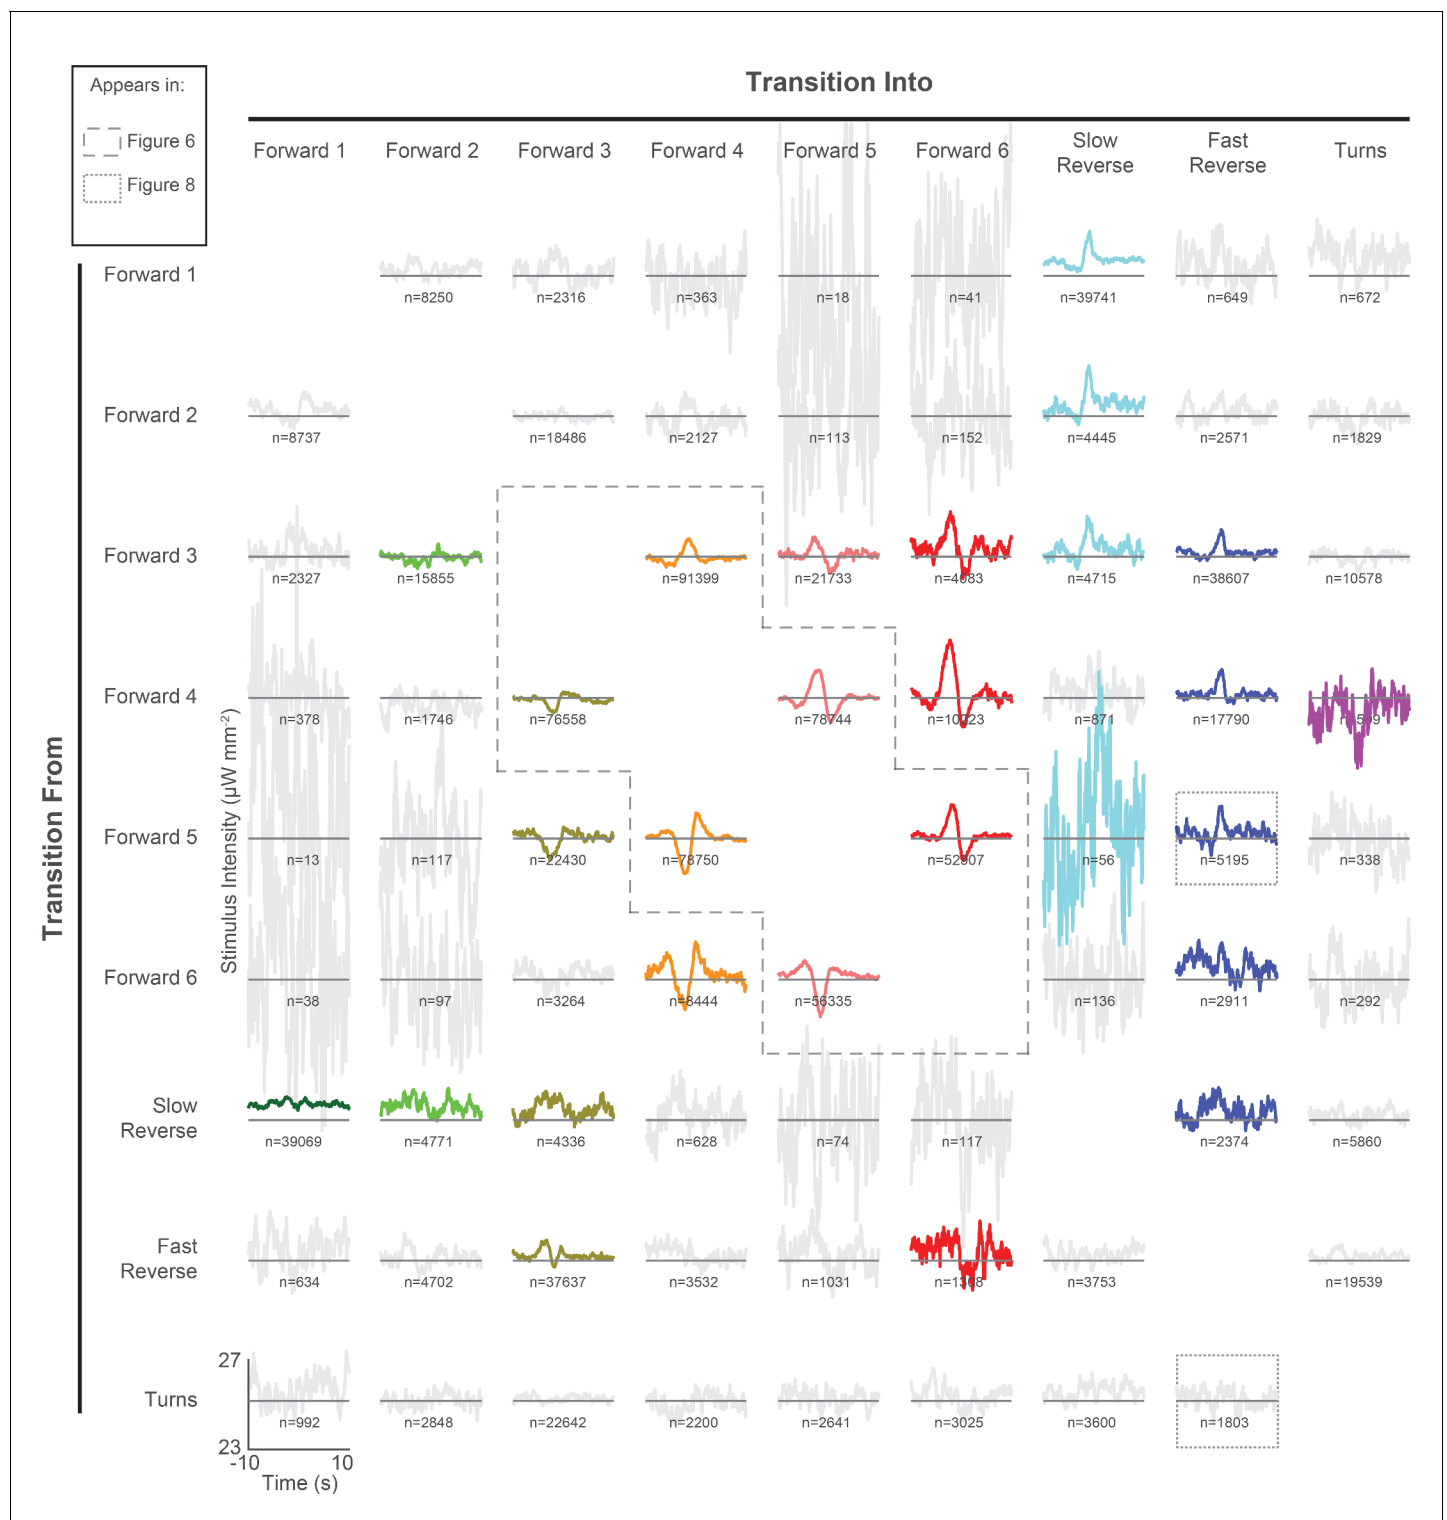 Appears in:
Figure 6
Figure 8
Transition Into
Forward 1 Forward 2 Forward 3 Forward 4 Forward 5 Forward 6 Slow Reverse Fast Reverse Turns
Transition From
Stimulus Intensity (µW mm⁻²)
Forward 1
n=8250 n=2316 n=363 n=18 n=41 n=39741 n=649 n=672
Forward 2
n=8737 n=18486 n=2127 n=113 n=152 n=4445 n=2571 n=1829
Forward 3
n=2327 n=15855 n=91399 n=21733 n=4083 n=4715 n=38607 n=10578
Forward 4
n=378 n=1746 n=76558 n=78744 n=10223 n=871 n=17790
Forward 5
n=13 n=117 n=22430 n=78750 n=52907 n=56 n=5195 n=338
Forward 6
n=38 n=97 n=3264 n=8444 n=56335 n=136 n=2911 n=292
Slow
Reverse
n=39069 n=4771 n=4336 n=628 n=74 n=117 n=2374 n=5860
Fast
Reverse
n=634 n=4702 n=37637 n=3532 n=1031 n=1368 n=3753 n=19539
Turns
n=992 n=2848 n=22642 n=2200 n=2641 n=3025 n=3600 n=1803
27
23
-10 10
Time (s)